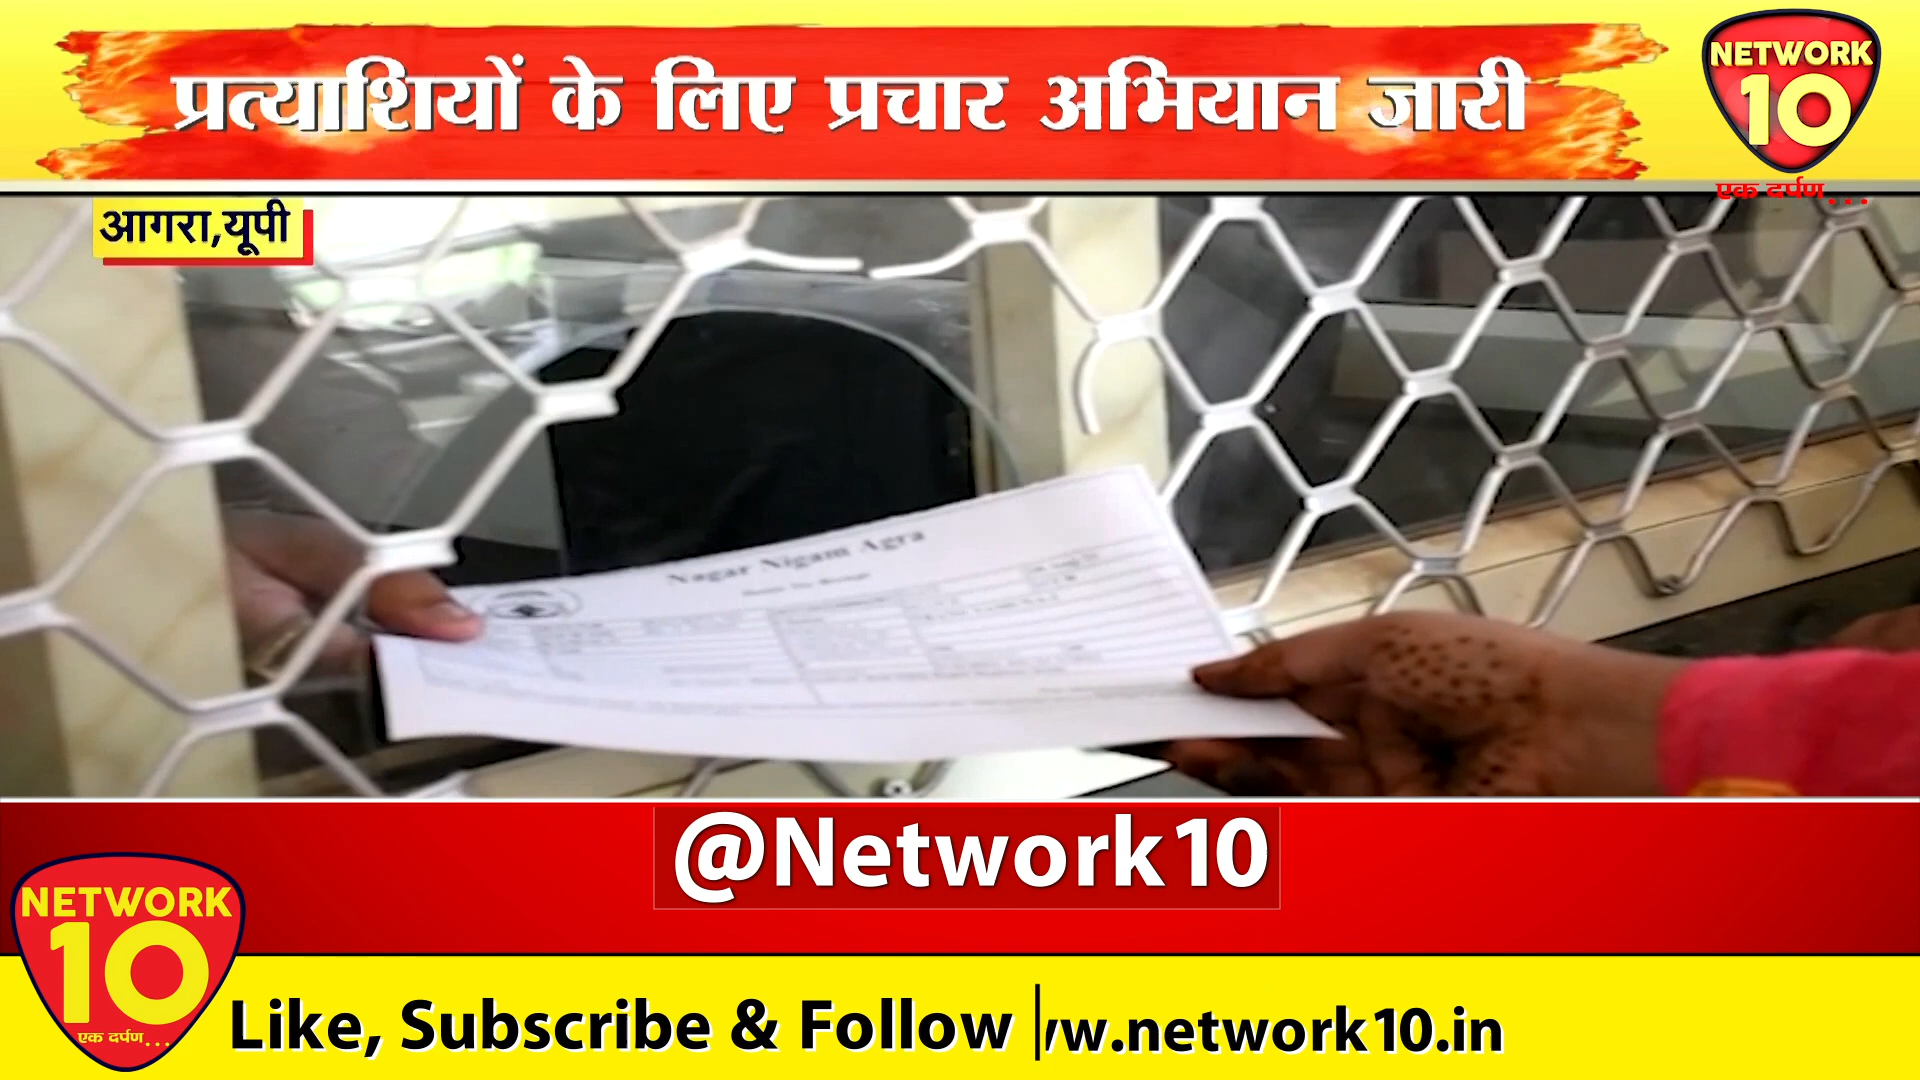 प्रत्याशियों के लिए प्रचार अभियान जारी
NETWORK
10
एक दर्पण...
आगरा,यूपी
Nagar Nigam Agra
@Network10
NETWORK
10
एक दर्पण...
Like, Subscribe & Follow
w.network10.in